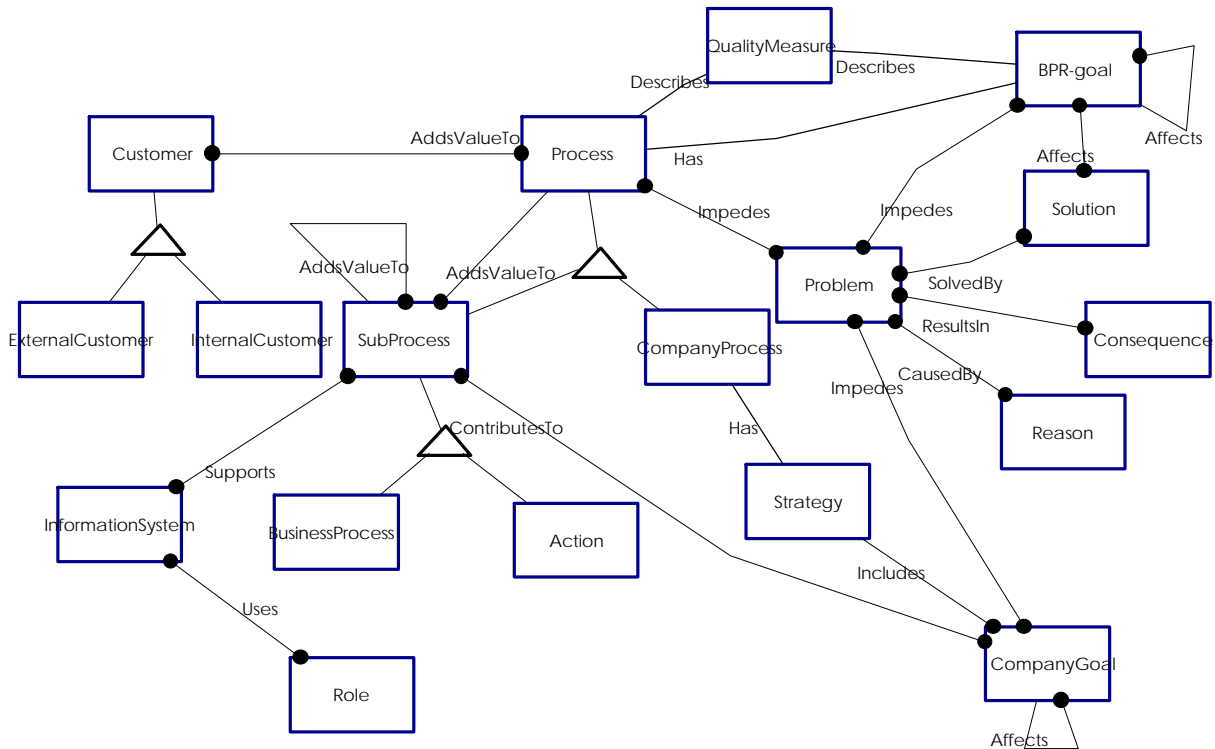 QualityMeasure
BPR-goal
Describes
Describes
Affects
Customer
AddsValueTo
Process
Has
Affects
Impedes
Impedes
Solution
AddsValueTo
AddsValueTo
Problem
SolvedBy
ExternalCustomer
InternalCustomer
SubProcess
CompanyProcess
ResultsIn
Consequence
Impedes
CausedBy
ContributesTo
Has
Reason
Supports
Strategy
InformationSystem
BusinessProcess
Action
Includes
Uses
Role
CompanyGoal
Affects